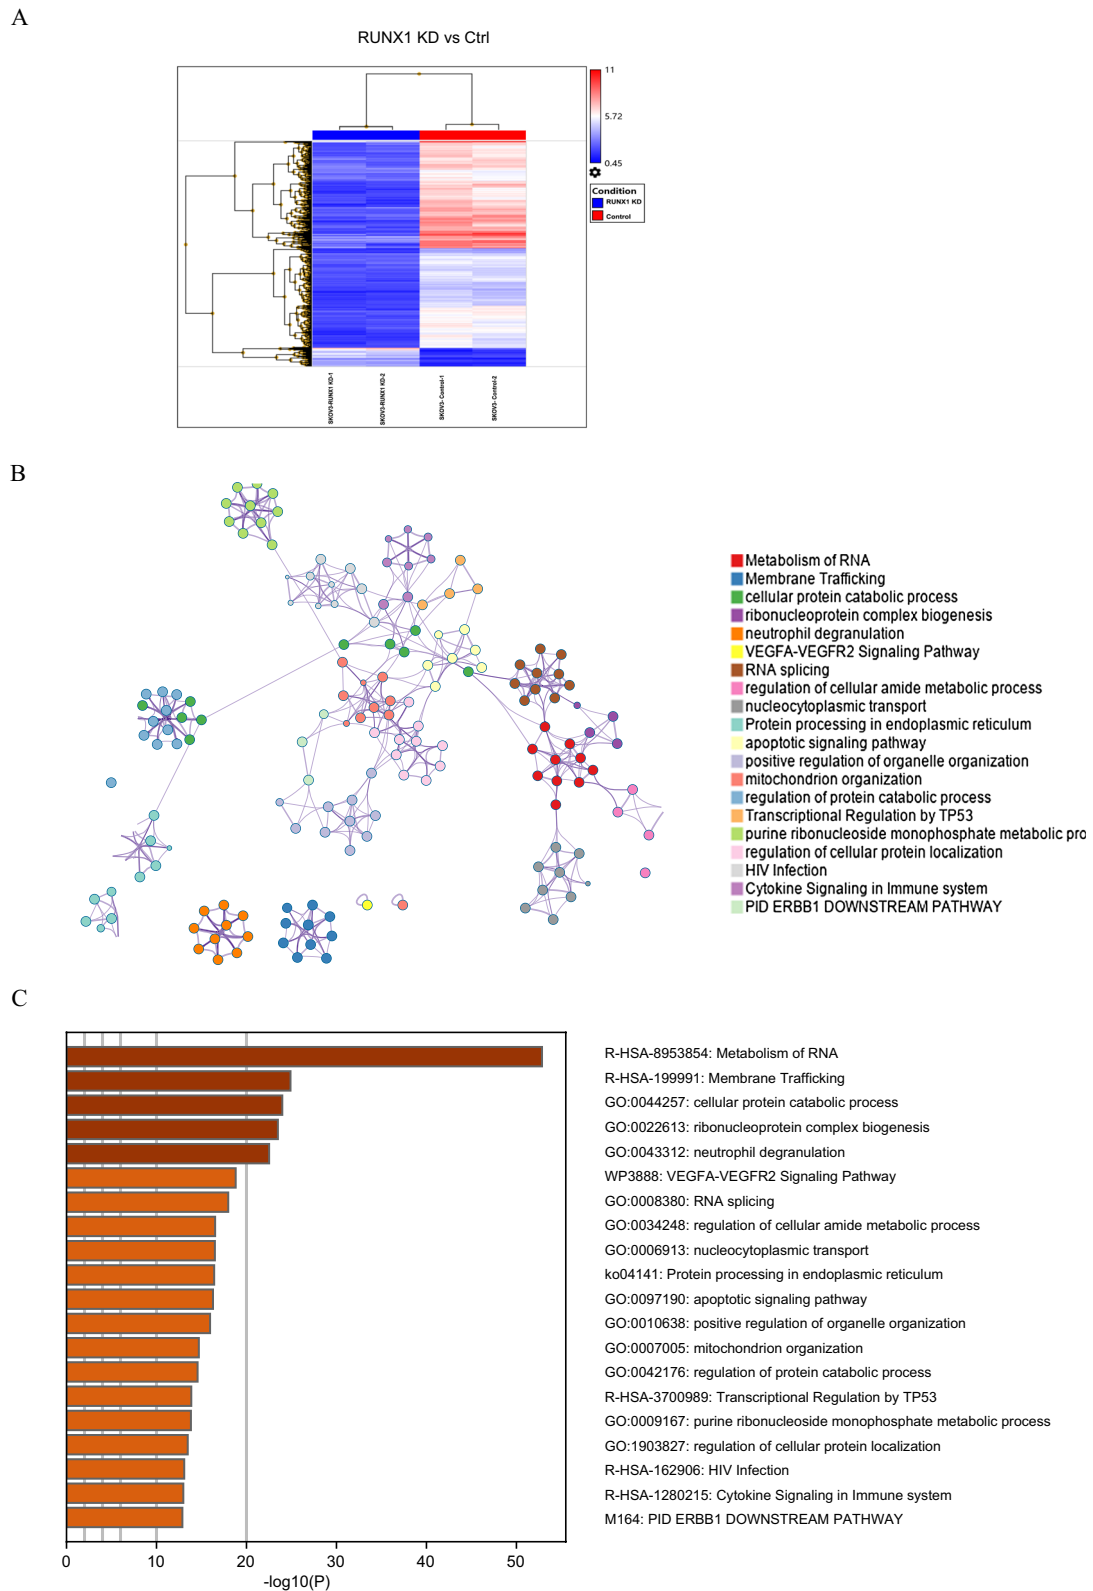 A
RUNX1 KD vs Ctrl
11
5.72
0.45
Condition
RUNX1 KD
Control
SKOV3-RUNX1 KD-1
SKOV3-RUNX1 KD-2
SKOV3- Control-1
SKOV3- Control-2
B
Metabolism of RNA
Membrane Trafficking
cellular protein catabolic process
ribonucleoprotein complex biogenesis
neutrophil degranulation
VEGFA-VEGFR2 Signaling Pathway
RNA splicing
regulation of cellular amide metabolic process
nucleocytoplasmic transport
Protein processing in endoplasmic reticulum
apoptotic signaling pathway
positive regulation of organelle organization
mitochondrion organization
regulation of protein catabolic process
Transcriptional Regulation by TP53
purine ribonucleoside monophosphate metabolic pro
regulation of cellular protein localization
HIV Infection
Cytokine Signaling in Immune system
PID ERBB1 DOWNSTREAM PATHWAY
C
R-HSA-8953854: Metabolism of RNA
R-HSA-199991: Membrane Trafficking
GO:0044257: cellular protein catabolic process
GO:0022613: ribonucleoprotein complex biogenesis
GO:0043312: neutrophil degranulation
WP3888: VEGFA-VEGFR2 Signaling Pathway
GO:0008380: RNA splicing
GO:0034248: regulation of cellular amide metabolic process
GO:0006913: nucleocytoplasmic transport
ko04141: Protein processing in endoplasmic reticulum
GO:0097190: apoptotic signaling pathway
GO:0010638: positive regulation of organelle organization
GO:0007005: mitochondrion organization
GO:0042176: regulation of protein catabolic process
R-HSA-3700989: Transcriptional Regulation by TP53
GO:0009167: purine ribonucleoside monophosphate metabolic process
GO:1903827: regulation of cellular protein localization
R-HSA-162906: HIV Infection
R-HSA-1280215: Cytokine Signaling in Immune system
M164: PID ERBB1 DOWNSTREAM PATHWAY
0 10 20 30 40 50
-log10(P)